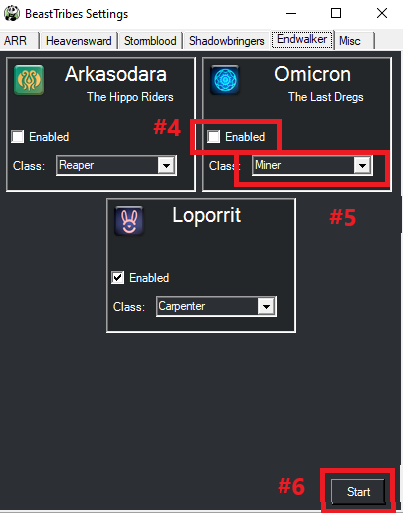 BeastTribes Settings
ARR
Heavensward
Stormblood
Shadowbringers
Endwalker
Misc
Arkasodara
The Hippo Riders
Enabled
Class:
Reaper
Omicron
The Last Dregs
#4
Enabled
Class:
Miner
#5
Loporrit
Enabled
Class:
Carpenter
#6
Start